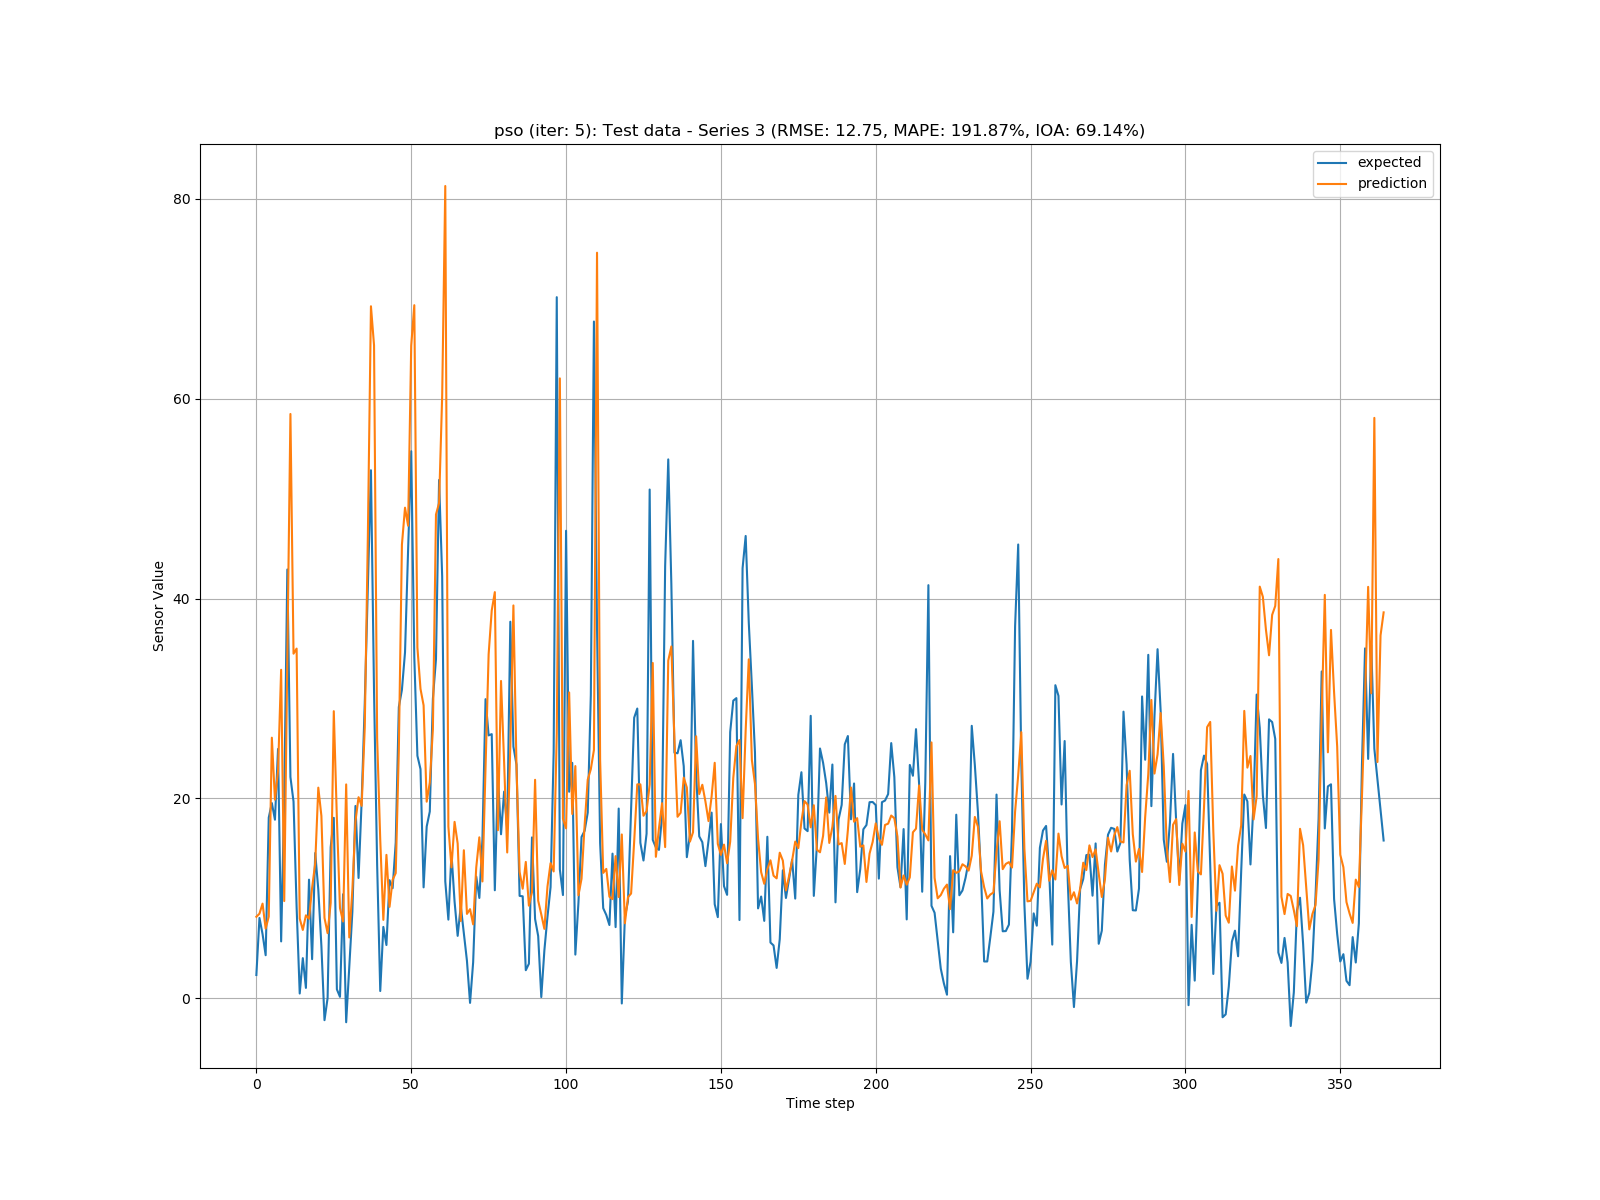 pso (iter: 5): Test data - Series 3 (RMSE: 12.75, MAPE: 191.87%, IOA: 69.14%)
expected
prediction
80
60
40
20
0
Sensor Value
0 50 100 150 200 250 300 350
Time step